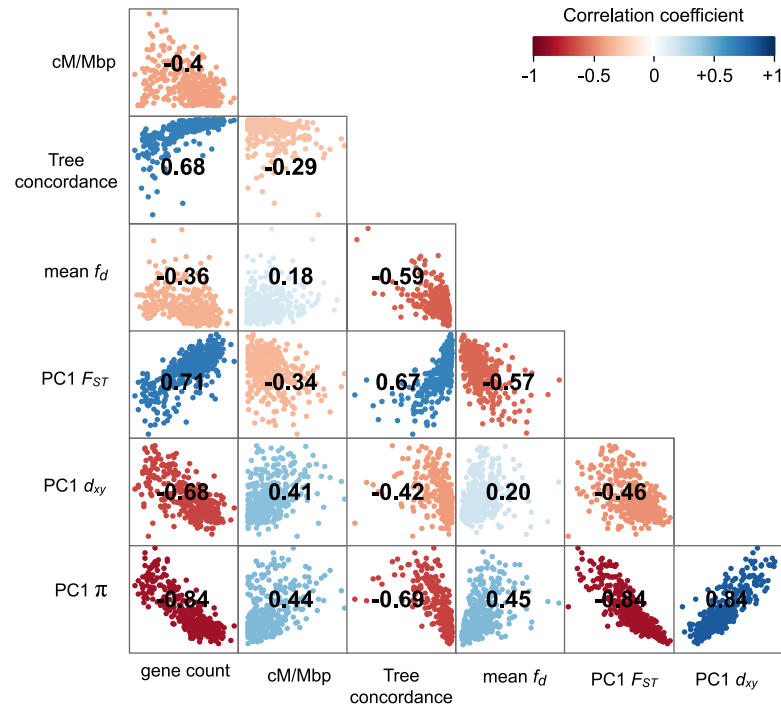 Correlation coefficient
-1 -0.5 0 +0.5 +1
cM/Mbp
-0.4
Tree
concordance
0.68 -0.29
mean fd
-0.36 0.18 -0.59
PC1 FST
0.71 -0.34 0.67 -0.57
PC1 dxy
-0.68 0.41 -0.42 0.20 -0.46
PC1 π
-0.84 0.44 -0.69 0.45 -0.84 0.84
gene count cM/Mbp Tree
concordance mean fd PC1 FST PC1 dxy